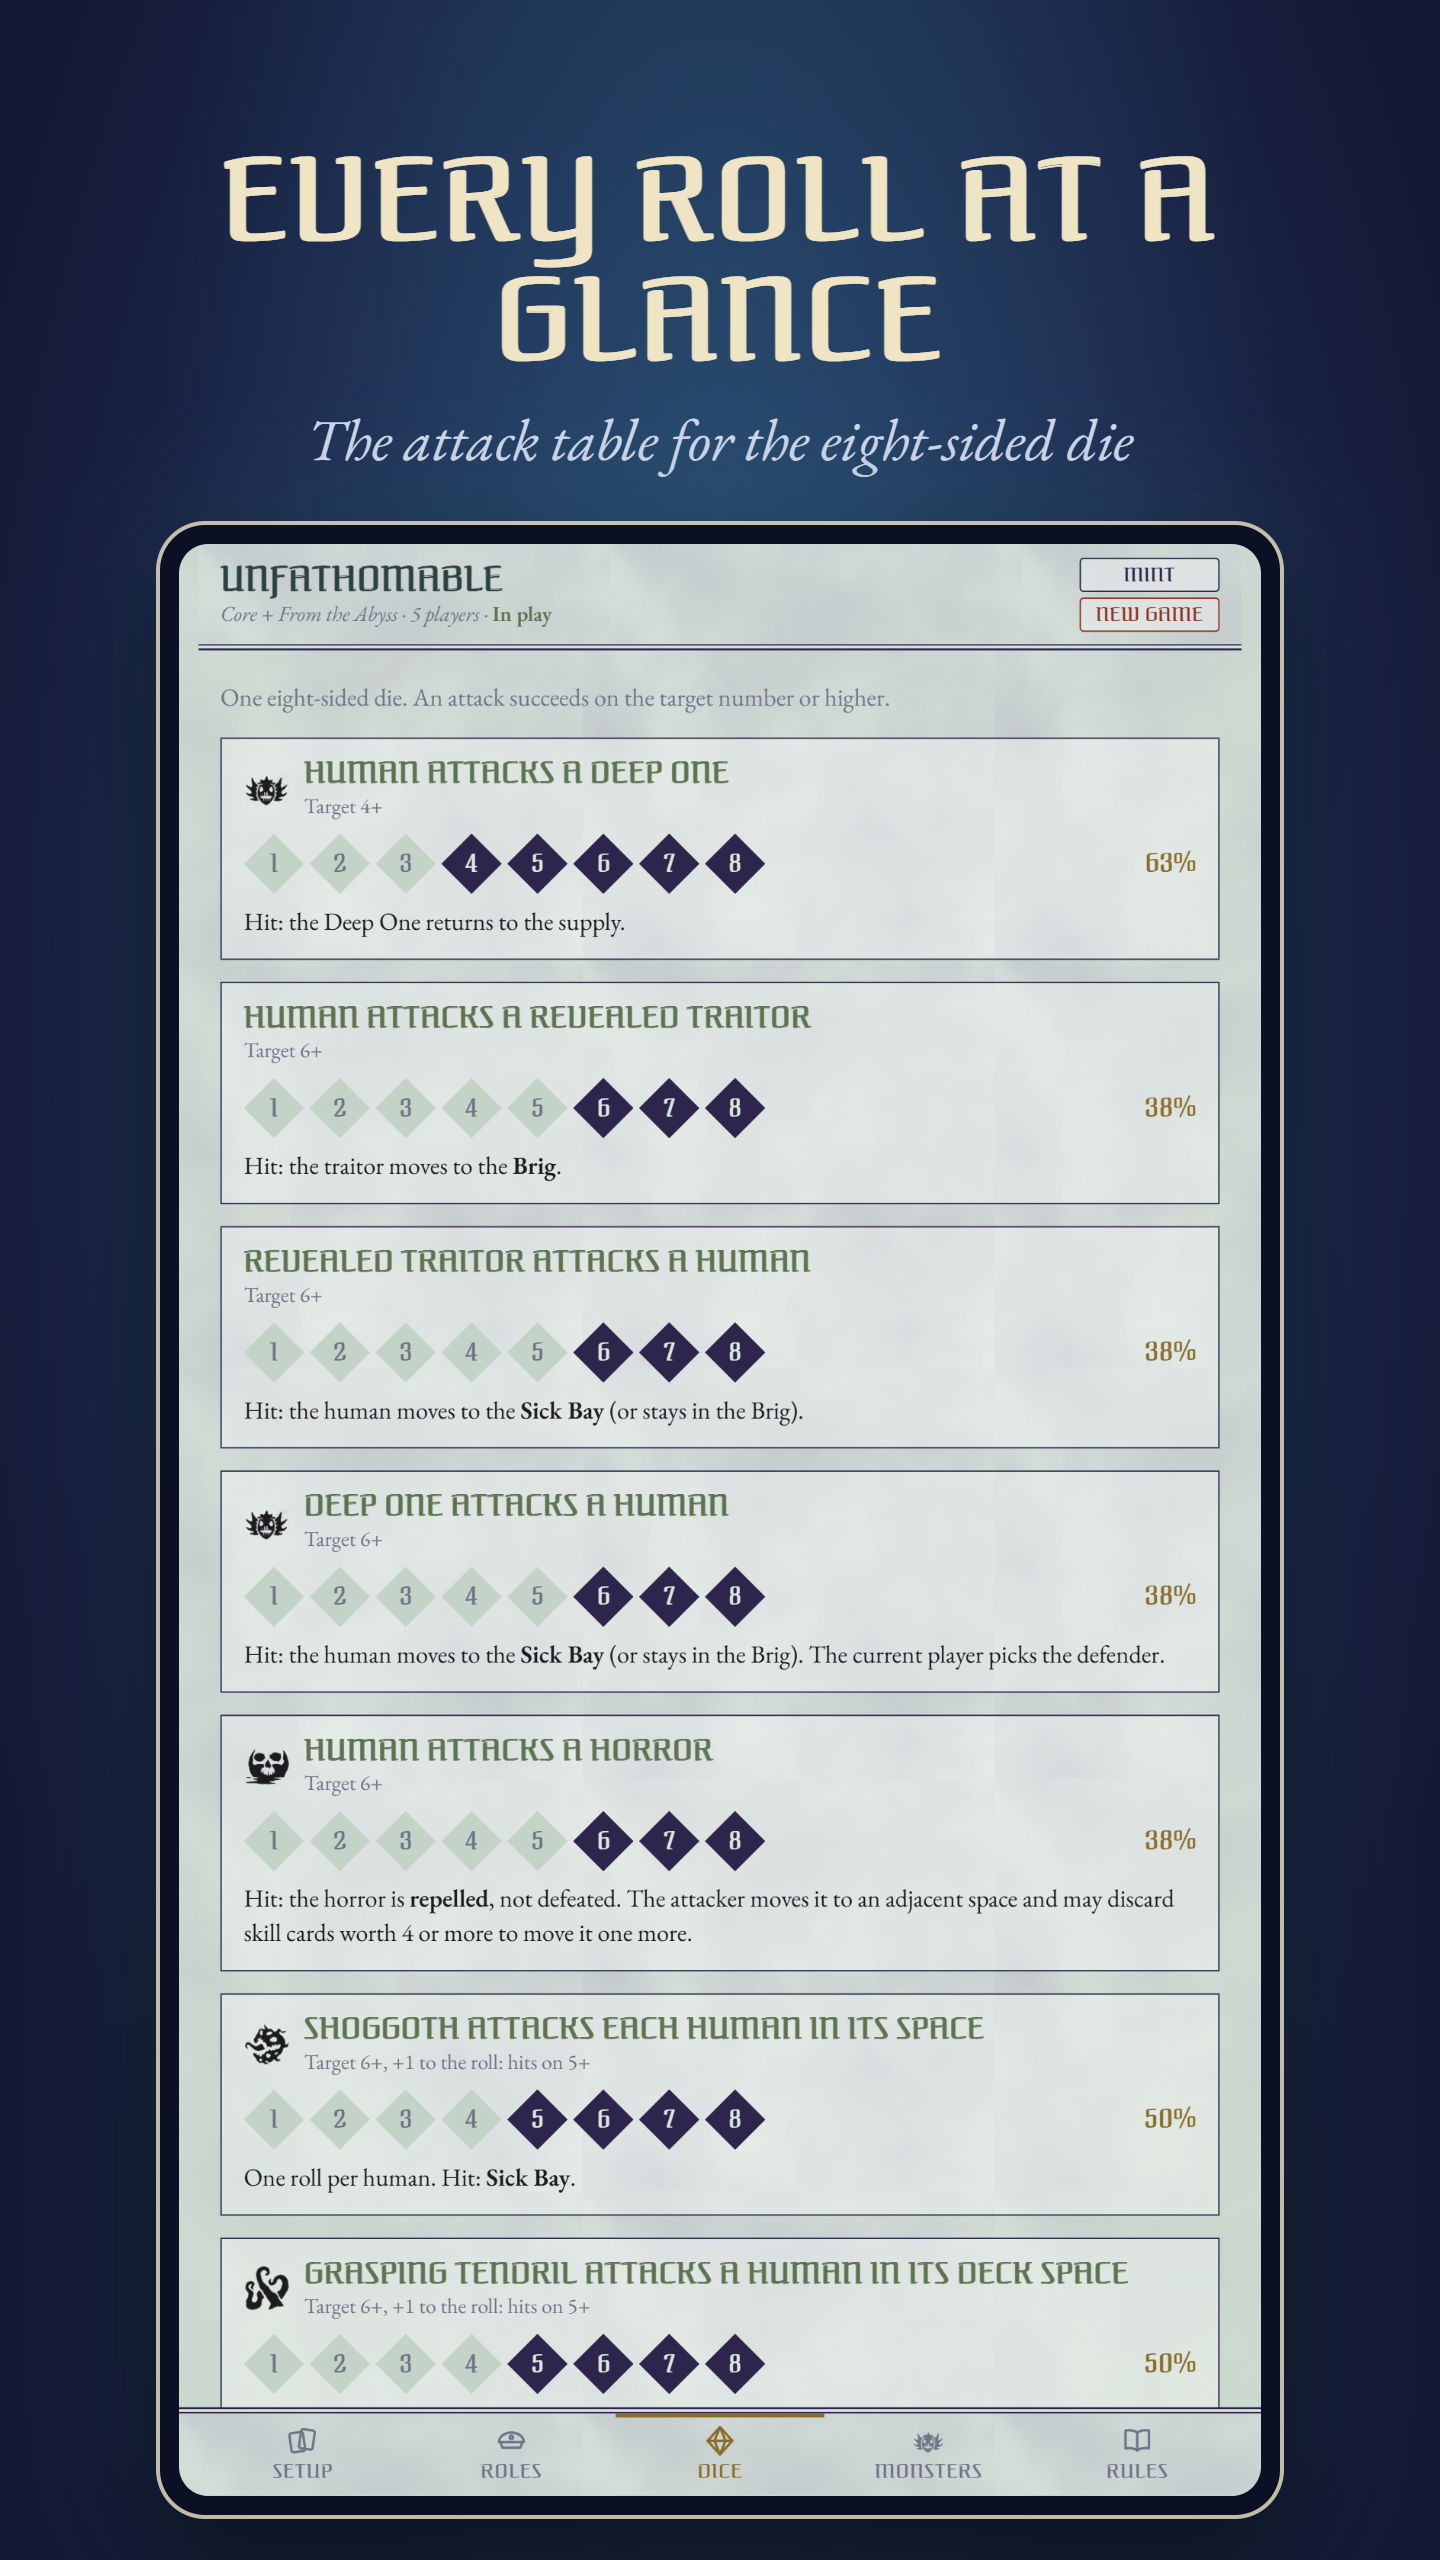 EVERY ROLL AT A
GLANCE
The attack table for the eight-sided die
UNFATHOMABLE
MINT
Core + From the Abyss · 5 players · In play
NEW GAME
One eight-sided die. An attack succeeds on the target number or higher.
HUMAN ATTACKS A DEEP ONE
Target 4+
1 2 3 4 5 6 7 8 63%
Hit: the Deep One returns to the supply.
HUMAN ATTACKS A REVEALED TRAITOR
Target 6+
1 2 3 4 5 6 7 8 38%
Hit: the traitor moves to the Brig.
REVEALED TRAITOR ATTACKS A HUMAN
Target 6+
1 2 3 4 5 6 7 8 38%
Hit: the human moves to the Sick Bay (or stays in the Brig).
DEEP ONE ATTACKS A HUMAN
Target 6+
1 2 3 4 5 6 7 8 38%
Hit: the human moves to the Sick Bay (or stays in the Brig). The current player picks the defender.
HUMAN ATTACKS A HORROR
Target 6+
1 2 3 4 5 6 7 8 38%
Hit: the horror is repelled, not defeated. The attacker moves it to an adjacent space and may discard
skill cards worth 4 or more to move it one more.
SHOGGOTH ATTACKS EACH HUMAN IN ITS SPACE
Target 6+, +1 to the roll: hits on 5+
1 2 3 4 5 6 7 8 50%
One roll per human. Hit: Sick Bay.
GRASPING TENDRIL ATTACKS A HUMAN IN ITS DECK SPACE
Target 6+, +1 to the roll: hits on 5+
1 2 3 4 5 6 7 8 50%
SETUP ROLES DICE MONSTERS RULES